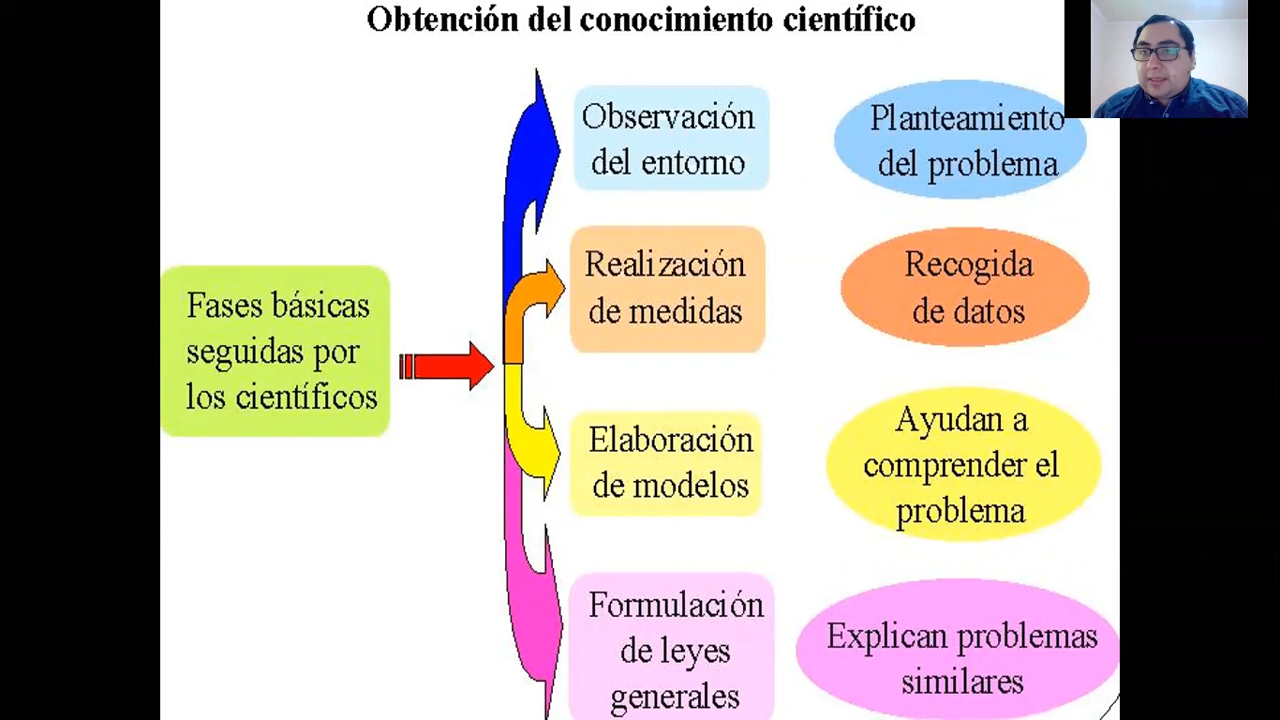 Obtención del conocimiento científico
Observación
del entorno
Planteamiento
del problema
Realización
de medidas
Recogida
de datos
Fases básicas
seguidas por
los científicos
Elaboración
de modelos
Ayudan a
comprender el
problema
Formulación
de leyes
generales
Explican problemas
similares